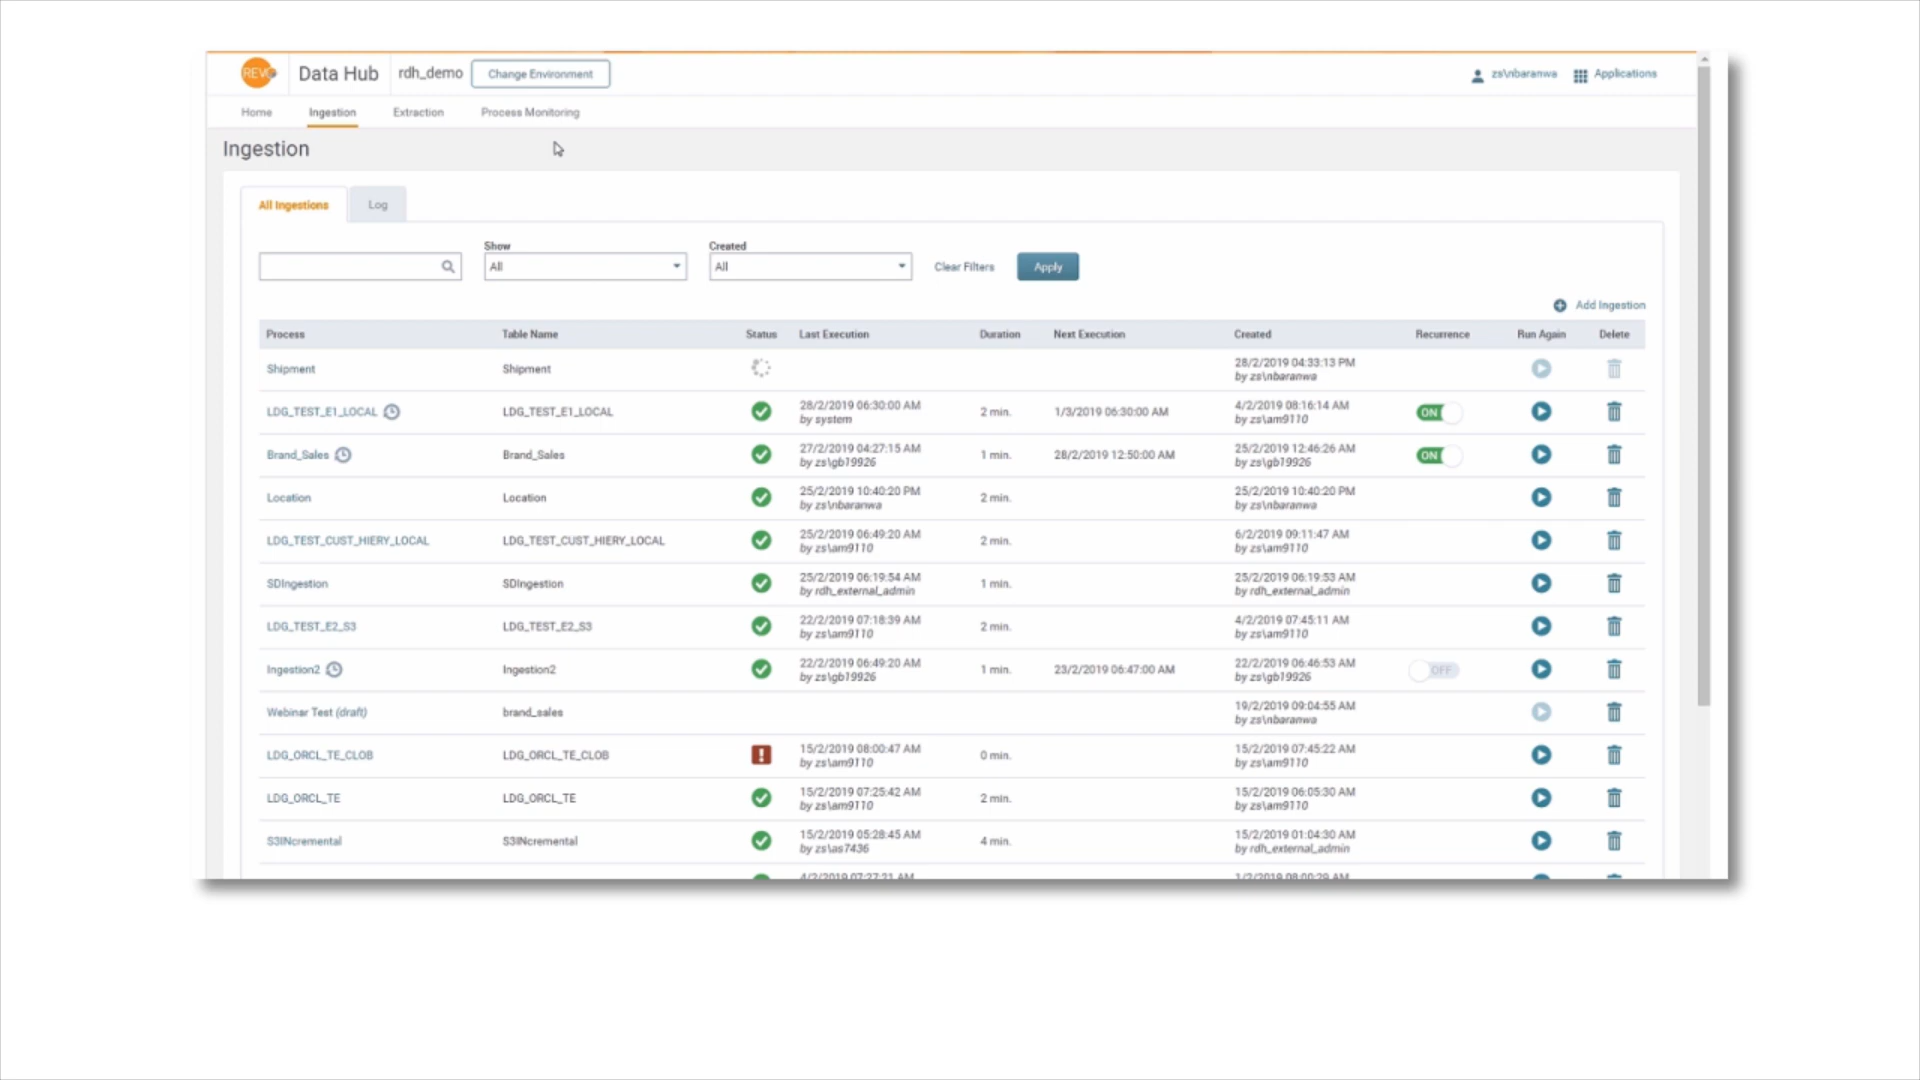 REVO Data Hub rdh_demo Change Environment zs\nbaranwa Applications
Home Ingestion Extraction Process Monitoring
Ingestion
All Ingestions Log
Show Created
All All Clear Filters Apply
Add Ingestion
Process Table Name Status Last Execution Duration Next Execution Created Recurrence Run Again Delete
Shipment Shipment 28/2/2019 04:33:13 PM
by zs\nbaranwa
LDG_TEST_E1_LOCAL LDG_TEST_E1_LOCAL 28/2/2019 06:30:00 AM 2 min. 1/3/2019 06:30:00 AM 4/2/2019 08:16:14 AM ON
by system by zs\am9110
Brand_Sales Brand_Sales 27/2/2019 04:27:15 AM 1 min. 28/2/2019 12:50:00 AM 25/2/2019 12:46:26 AM ON
by zs\gb19926 by zs\gb19926
Location Location 25/2/2019 10:40:20 PM 2 min. 25/2/2019 10:40:20 PM
by zs\nbaranwa by zs\nbaranwa
LDG_TEST_CUST_HIERY_LOCAL LDG_TEST_CUST_HIERY_LOCAL 25/2/2019 06:49:20 AM 2 min. 6/2/2019 09:11:47 AM
by zs\am9110 by zs\am9110
SDIngestion SDIngestion 25/2/2019 06:19:54 AM 1 min. 25/2/2019 06:19:53 AM
by rdh_external_admin by rdh_external_admin
LDG_TEST_E2_S3 LDG_TEST_E2_S3 22/2/2019 07:18:39 AM 2 min. 4/2/2019 07:45:11 AM
by zs\am9110 by zs\am9110
Ingestion2 Ingestion2 22/2/2019 06:49:20 AM 1 min. 23/2/2019 06:47:00 AM 22/2/2019 06:46:53 AM OFF
by zs\gb19926 by zs\gb19926
Webinar Test (draft) brand_sales 19/2/2019 09:04:55 AM
by zs\nbaranwa
LDG_ORCL_TE_CLOB LDG_ORCL_TE_CLOB 15/2/2019 08:00:47 AM 0 min. 15/2/2019 07:45:22 AM
by zs\am9110 by zs\am9110
LDG_ORCL_TE LDG_ORCL_TE 15/2/2019 07:25:42 AM 2 min. 15/2/2019 06:05:30 AM
by zs\am9110 by zs\am9110
S3INcremental S3INcremental 15/2/2019 05:28:45 AM 4 min. 15/2/2019 01:04:30 AM
by zs\as7436 by rdh_external_admin
4/2/2019 07:27:21 AM 1/2/2019 08:00:29 AM